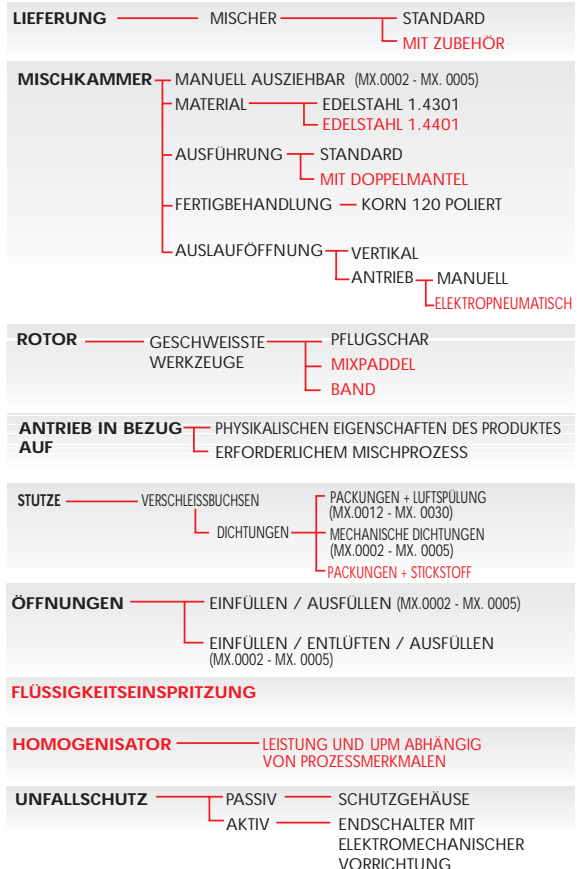 LIEFERUNG MISCHER STANDARD
MIT ZUBEHÖR
MISCHKAMMER MANUELL AUSZIEHBAR (MX.0002 - MX. 0005)
MATERIAL EDELSTAHL 1.4301
EDELSTAHL 1.4401
AUSFÜHRUNG STANDARD
MIT DOPPELMANTEL
FERTIGBEHANDLUNG KORN 120 POLIERT
AUSLAUFÖFFNUNG VERTIKAL
ANTRIEB MANUELL
ELEKTROPNEUMATISCH
ROTOR GESCHWEISSTE PFLUGSCHAR
WERKZEUGE MIXPADDEL
BAND
ANTRIEB IN BEZUG PHYSIKALISCHEN EIGENSCHAFTEN DES PRODUKTES
AUF ERFORDERLICHEM MISCHPROZESS
STUTZE VERSCHLEISSBUCHSEN PACKUNGEN + LUFTSPÜLUNG
(MX.0012 - MX. 0030)
DICHTUNGEN MECHANISCHE DICHTUNGEN
(MX.0002 - MX. 0005)
PACKUNGEN + STICKSTOFF
ÖFFNUNGEN EINFÜLLEN / AUSFÜLLEN (MX.0002 - MX. 0005)
EINFÜLLEN / ENTLÜFTEN / AUSFÜLLEN
(MX.0002 - MX. 0005)
FLÜSSIGKEITSEINSPRITZUNG
HOMOGENISATOR LEISTUNG UND UPM ABHÄNGIG
VON PROZESSMERKMALEN
UNFALLSCHUTZ PASSIV SCHUTZGEHÄUSE
AKTIV ENDSCHALTER MIT
ELEKTROMECHANISCHER
VORRICHTUNG